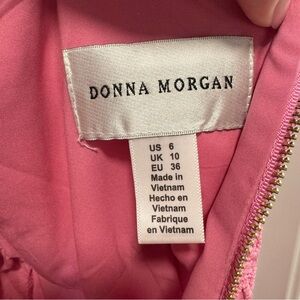 DONNA MORGAN
US 6
UK 10
EU 36
Made in
Vietnam
Hecho en
Vietnam
Fabrique
en Vietnam